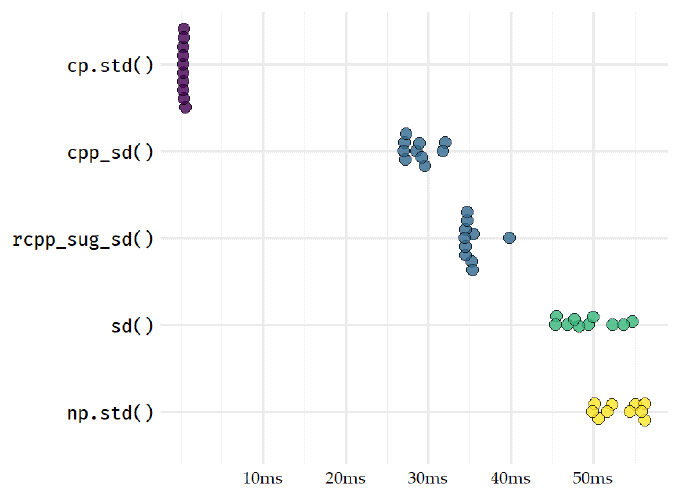 cp.std()
cpp_sd()
rcpp_sug_sd()
sd()
np.std()
10ms 20ms 30ms 40ms 50ms